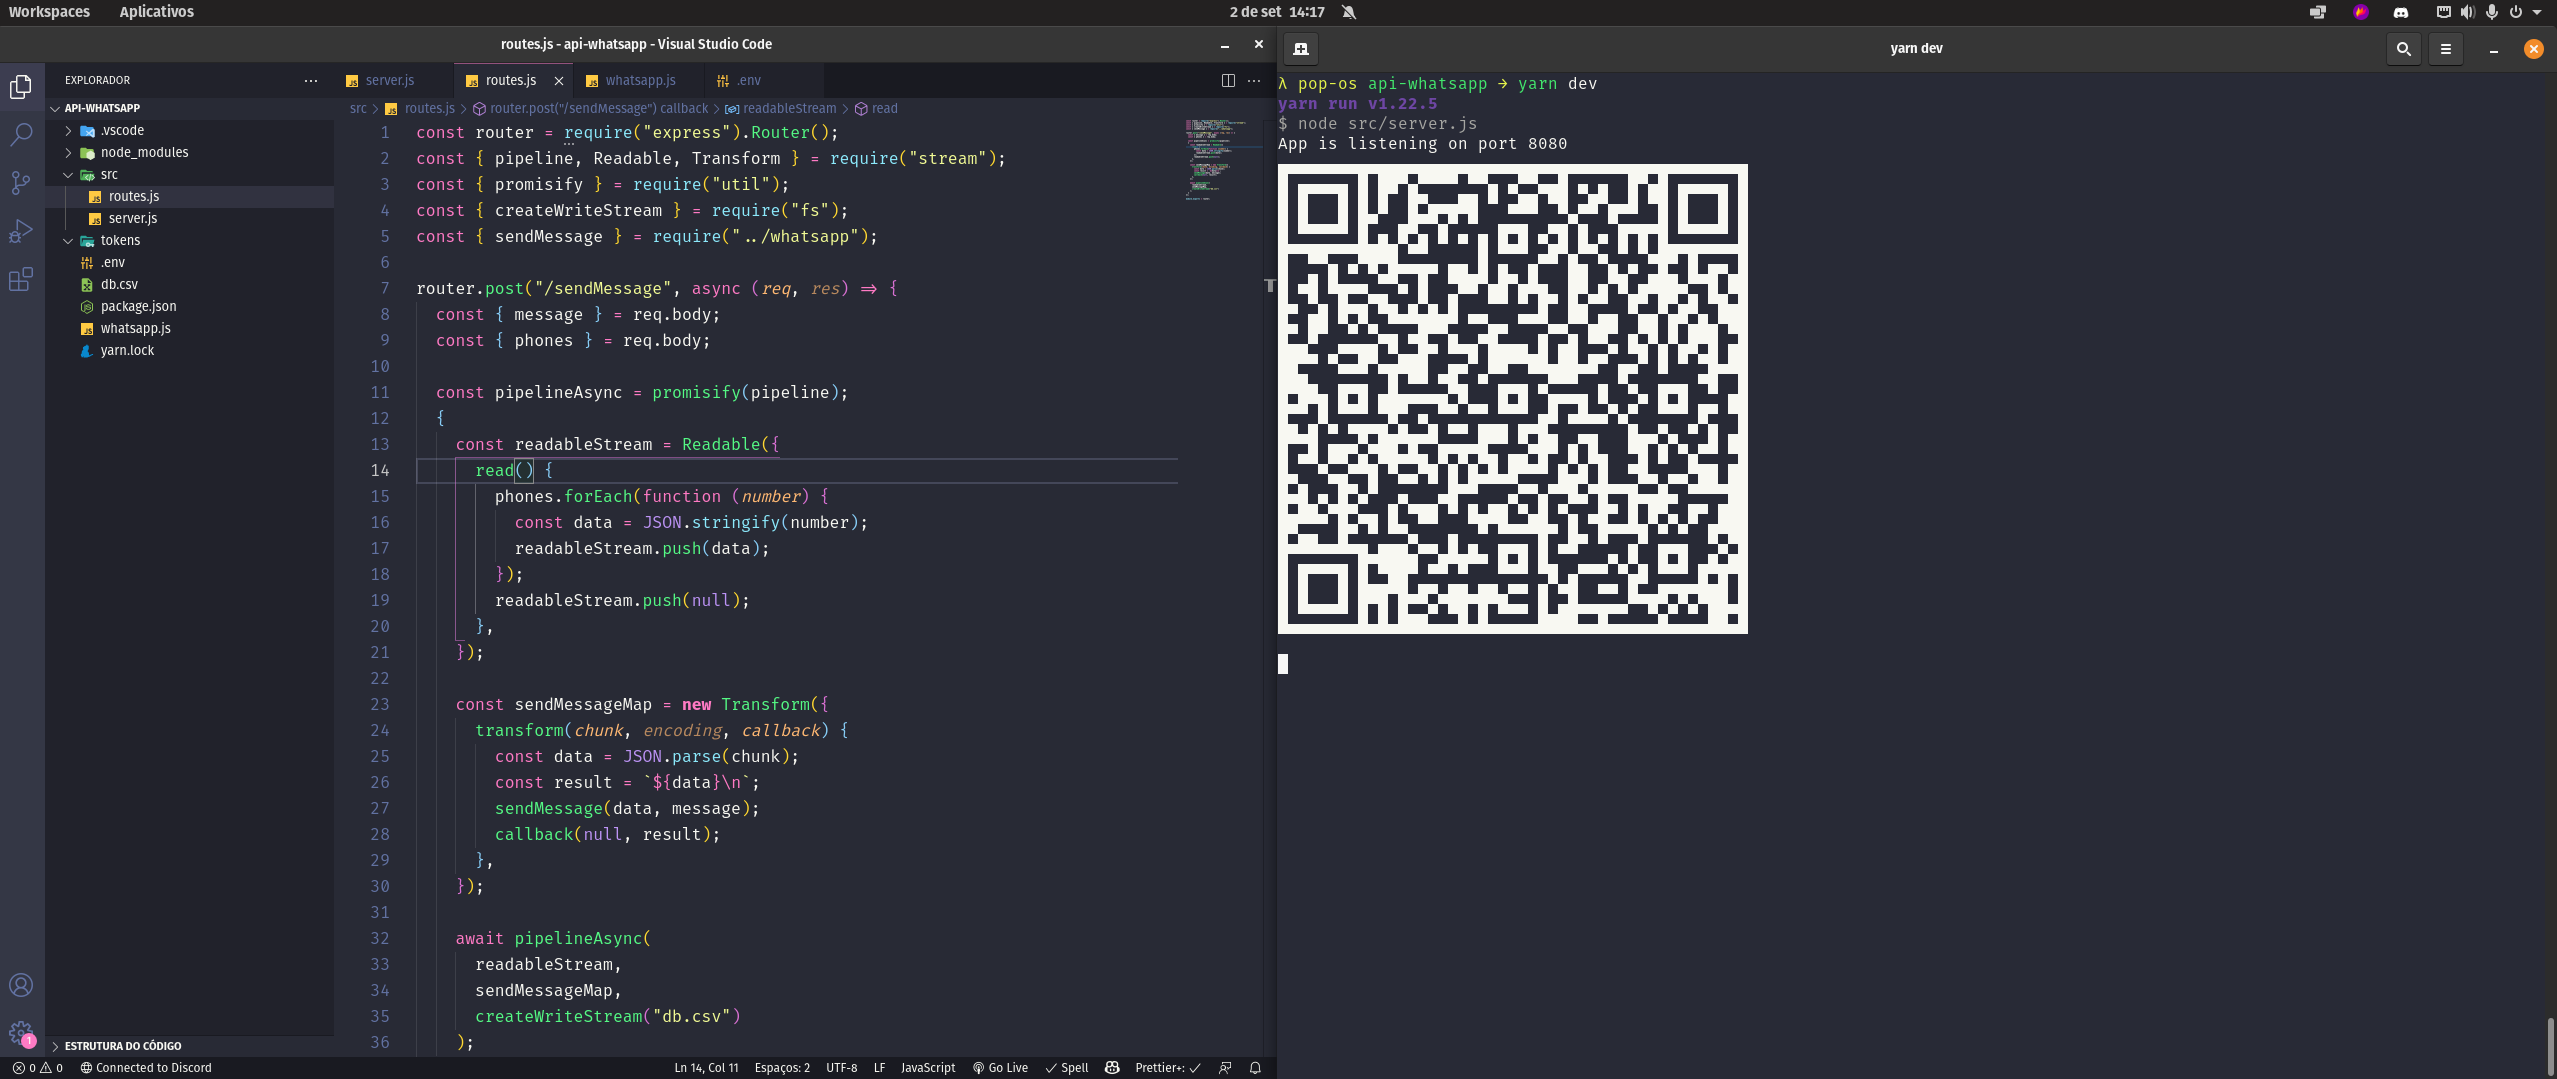 Workspaces Aplicativos 2 de set 14:17
routes.js - api-whatsapp - Visual Studio Code
EXPLORADOR
API-WHATSAPP
.vscode
node_modules
src
routes.js
server.js
tokens
.env
db.csv
package.json
whatsapp.js
yarn.lock
ESTRUTURA DO CÓDIGO
server.js routes.js whatsapp.js .env
src > routes.js > router.post("/sendMessage") callback > readableStream > read
1 const router = require("express").Router();
2 const { pipeline, Readable, Transform } = require("stream");
3 const { promisify } = require("util");
4 const { createWriteStream } = require("fs");
5 const { sendMessage } = require("../whatsapp");
6
7 router.post("/sendMessage", async (req, res) => {
8 const { message } = req.body;
9 const { phones } = req.body;
10
11 const pipelineAsync = promisify(pipeline);
12 {
13 const readableStream = Readable({
14 read() {
15 phones.forEach(function (number) {
16 const data = JSON.stringify(number);
17 readableStream.push(data);
18 });
19 readableStream.push(null);
20 },
21 });
22
23 const sendMessageMap = new Transform({
24 transform(chunk, encoding, callback) {
25 const data = JSON.parse(chunk);
26 const result = `${data}\n`;
27 sendMessage(data, message);
28 callback(null, result);
29 },
30 });
31
32 await pipelineAsync(
33 readableStream,
34 sendMessageMap,
35 createWriteStream("db.csv")
36 );
1
0 0 Connected to Discord Ln 14, Col 11 Espaços: 2 UTF-8 LF JavaScript Go Live Spell Prettier+:
yarn dev
λ pop-os api-whatsapp → yarn dev
yarn run v1.22.5
$ node src/server.js
App is listening on port 8080